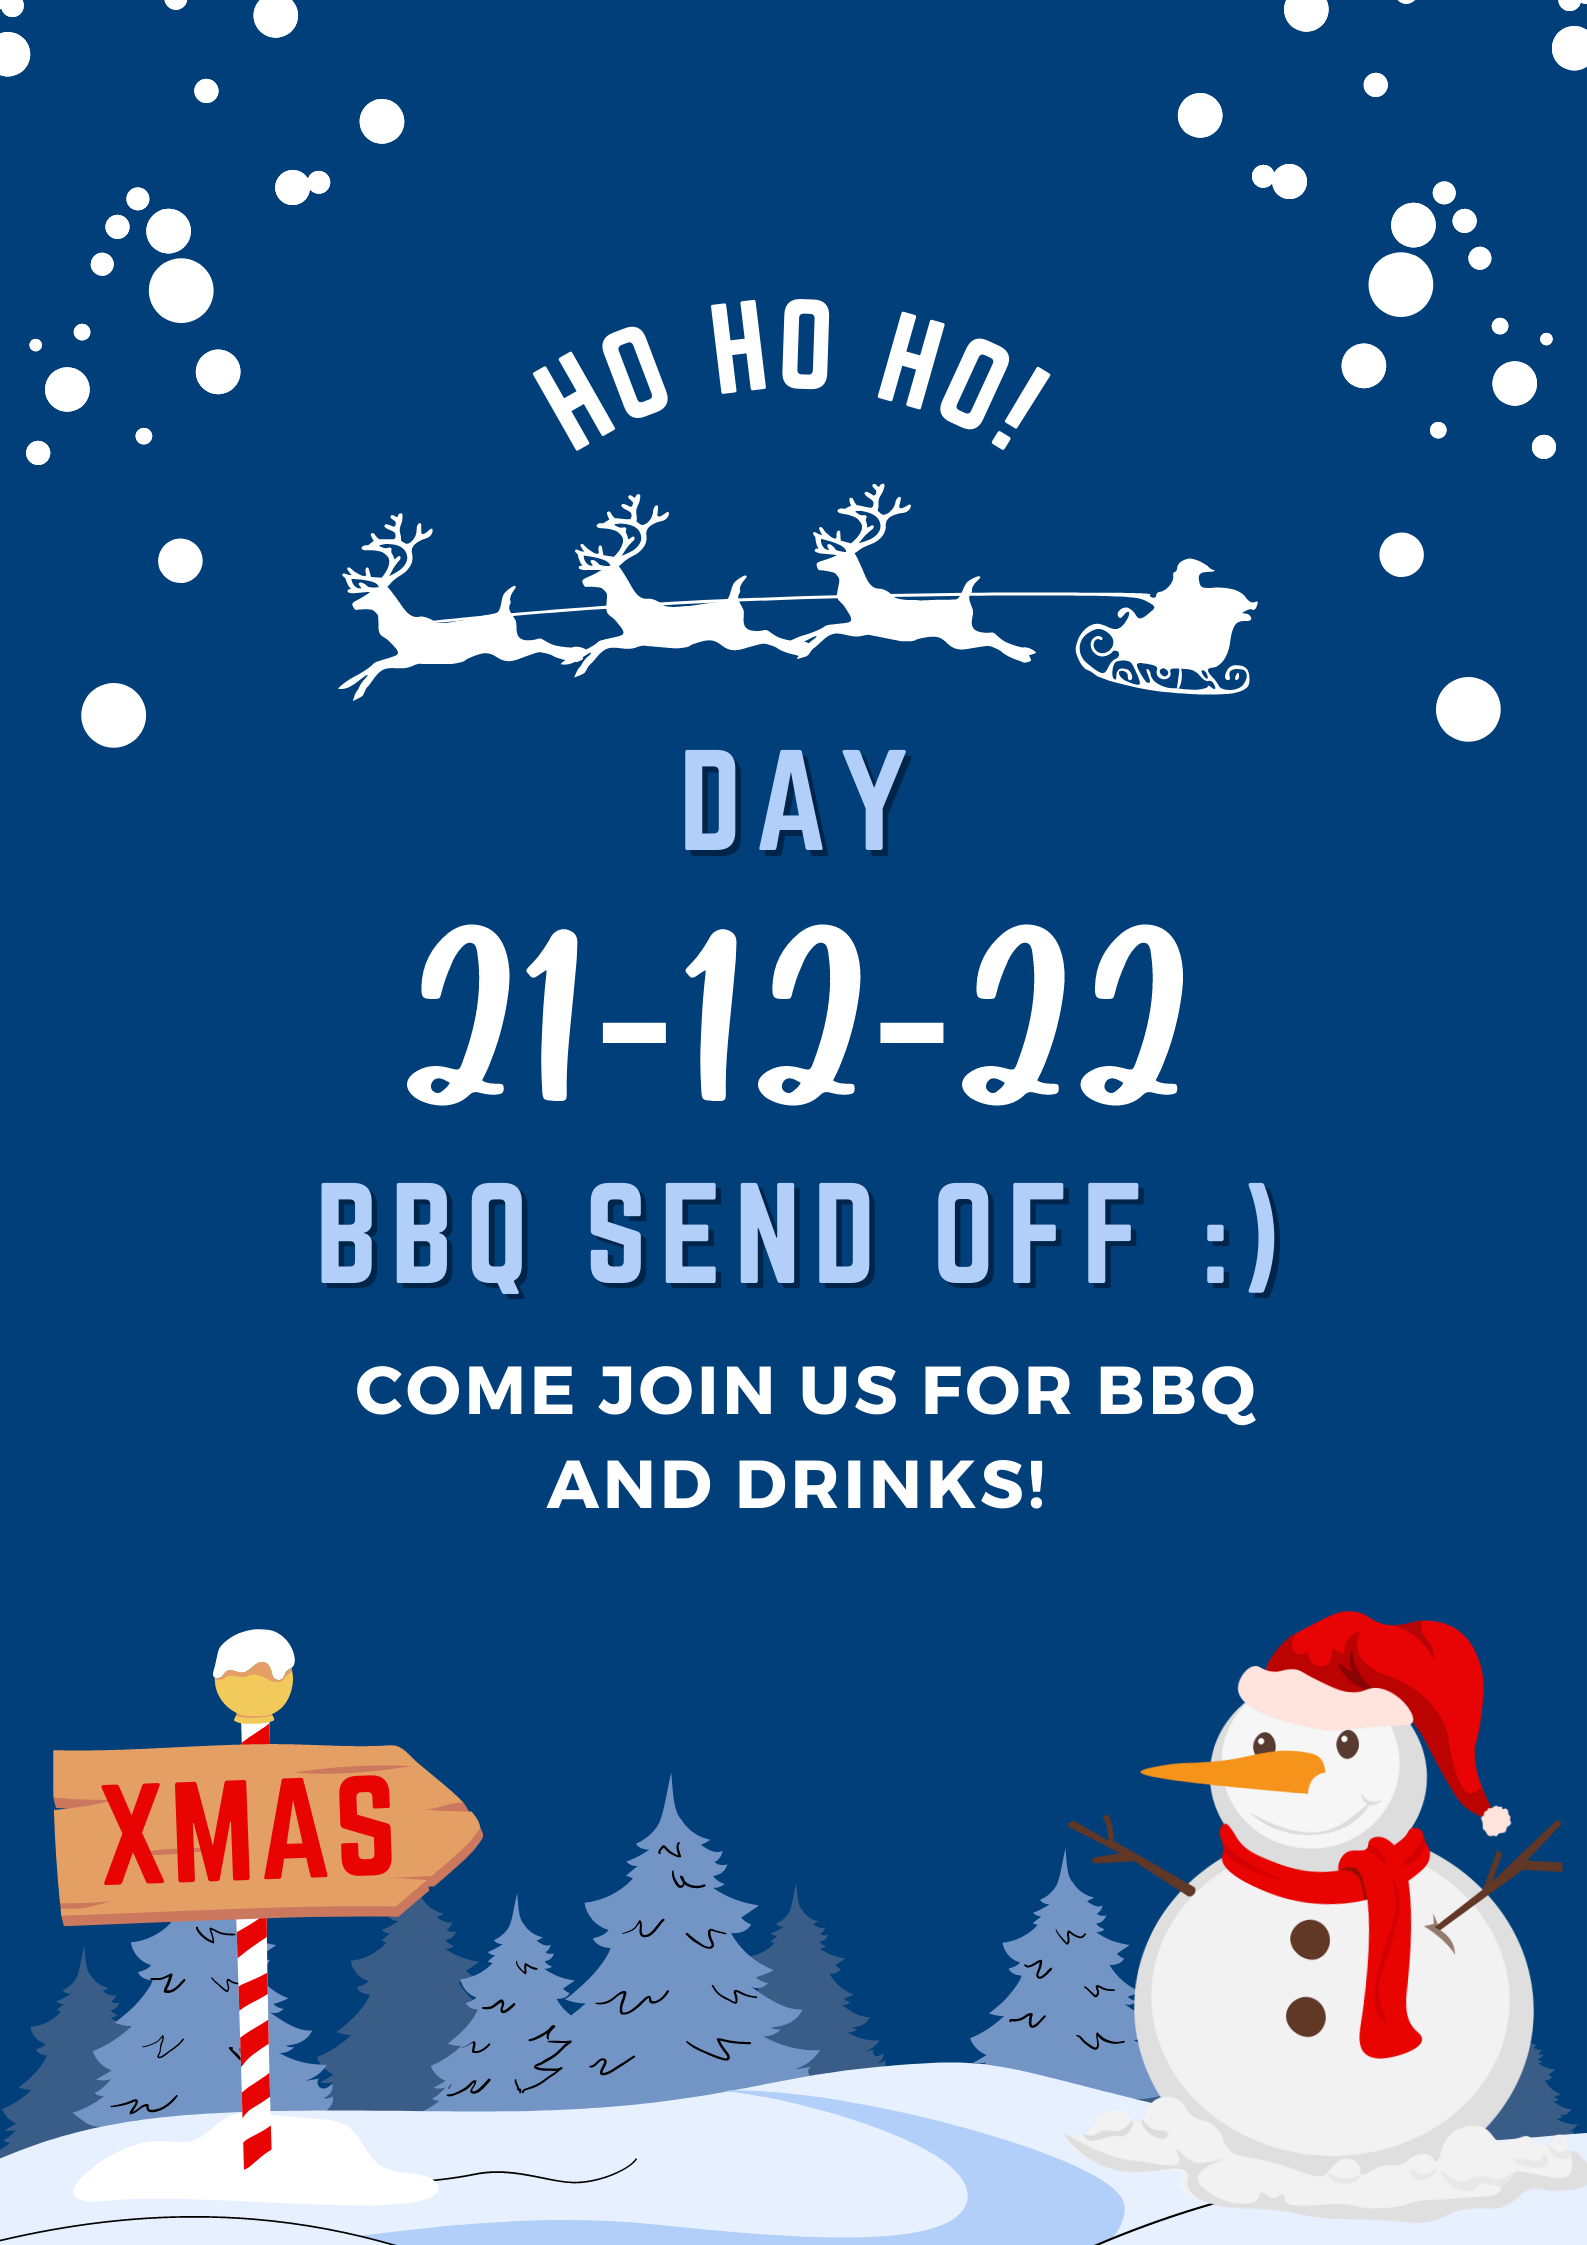 HO HO HO!
DAY
21-12-22
BBQ SEND OFF :)
COME JOIN US FOR BBQ
AND DRINKS!
XMAS